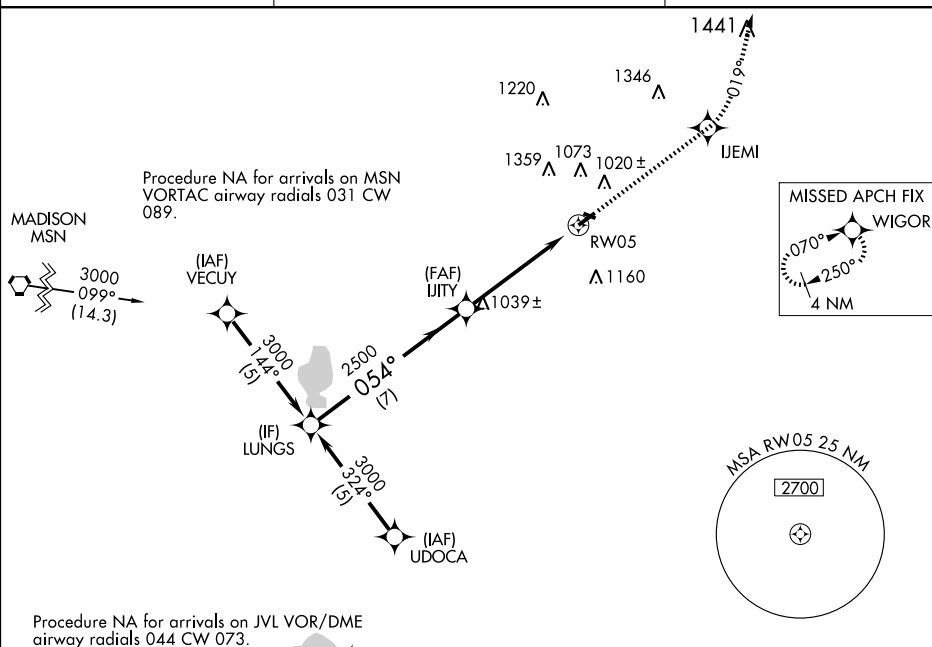 1441
019°
1346
1220
IJEMI
1359
1073
1020 ±
Procedure NA for arrivals on MSN
VORTAC airway radials 031 CW
089.
MISSED APCH FIX
WIGOR
070°
250°
4 NM
MADISON
MSN
3000
099°
(14.3)
(IAF)
VECUY
RW05
(FAF)
IJITY
1160
1039 ±
3000
144°
(5)
2500
054°
(7)
(IF)
LUNGS
3000
324°
(5)
(IAF)
UDOCA
MSA RW05 25 NM
2700
Procedure NA for arrivals on JVL VOR/DME
airway radials 044 CW 073.